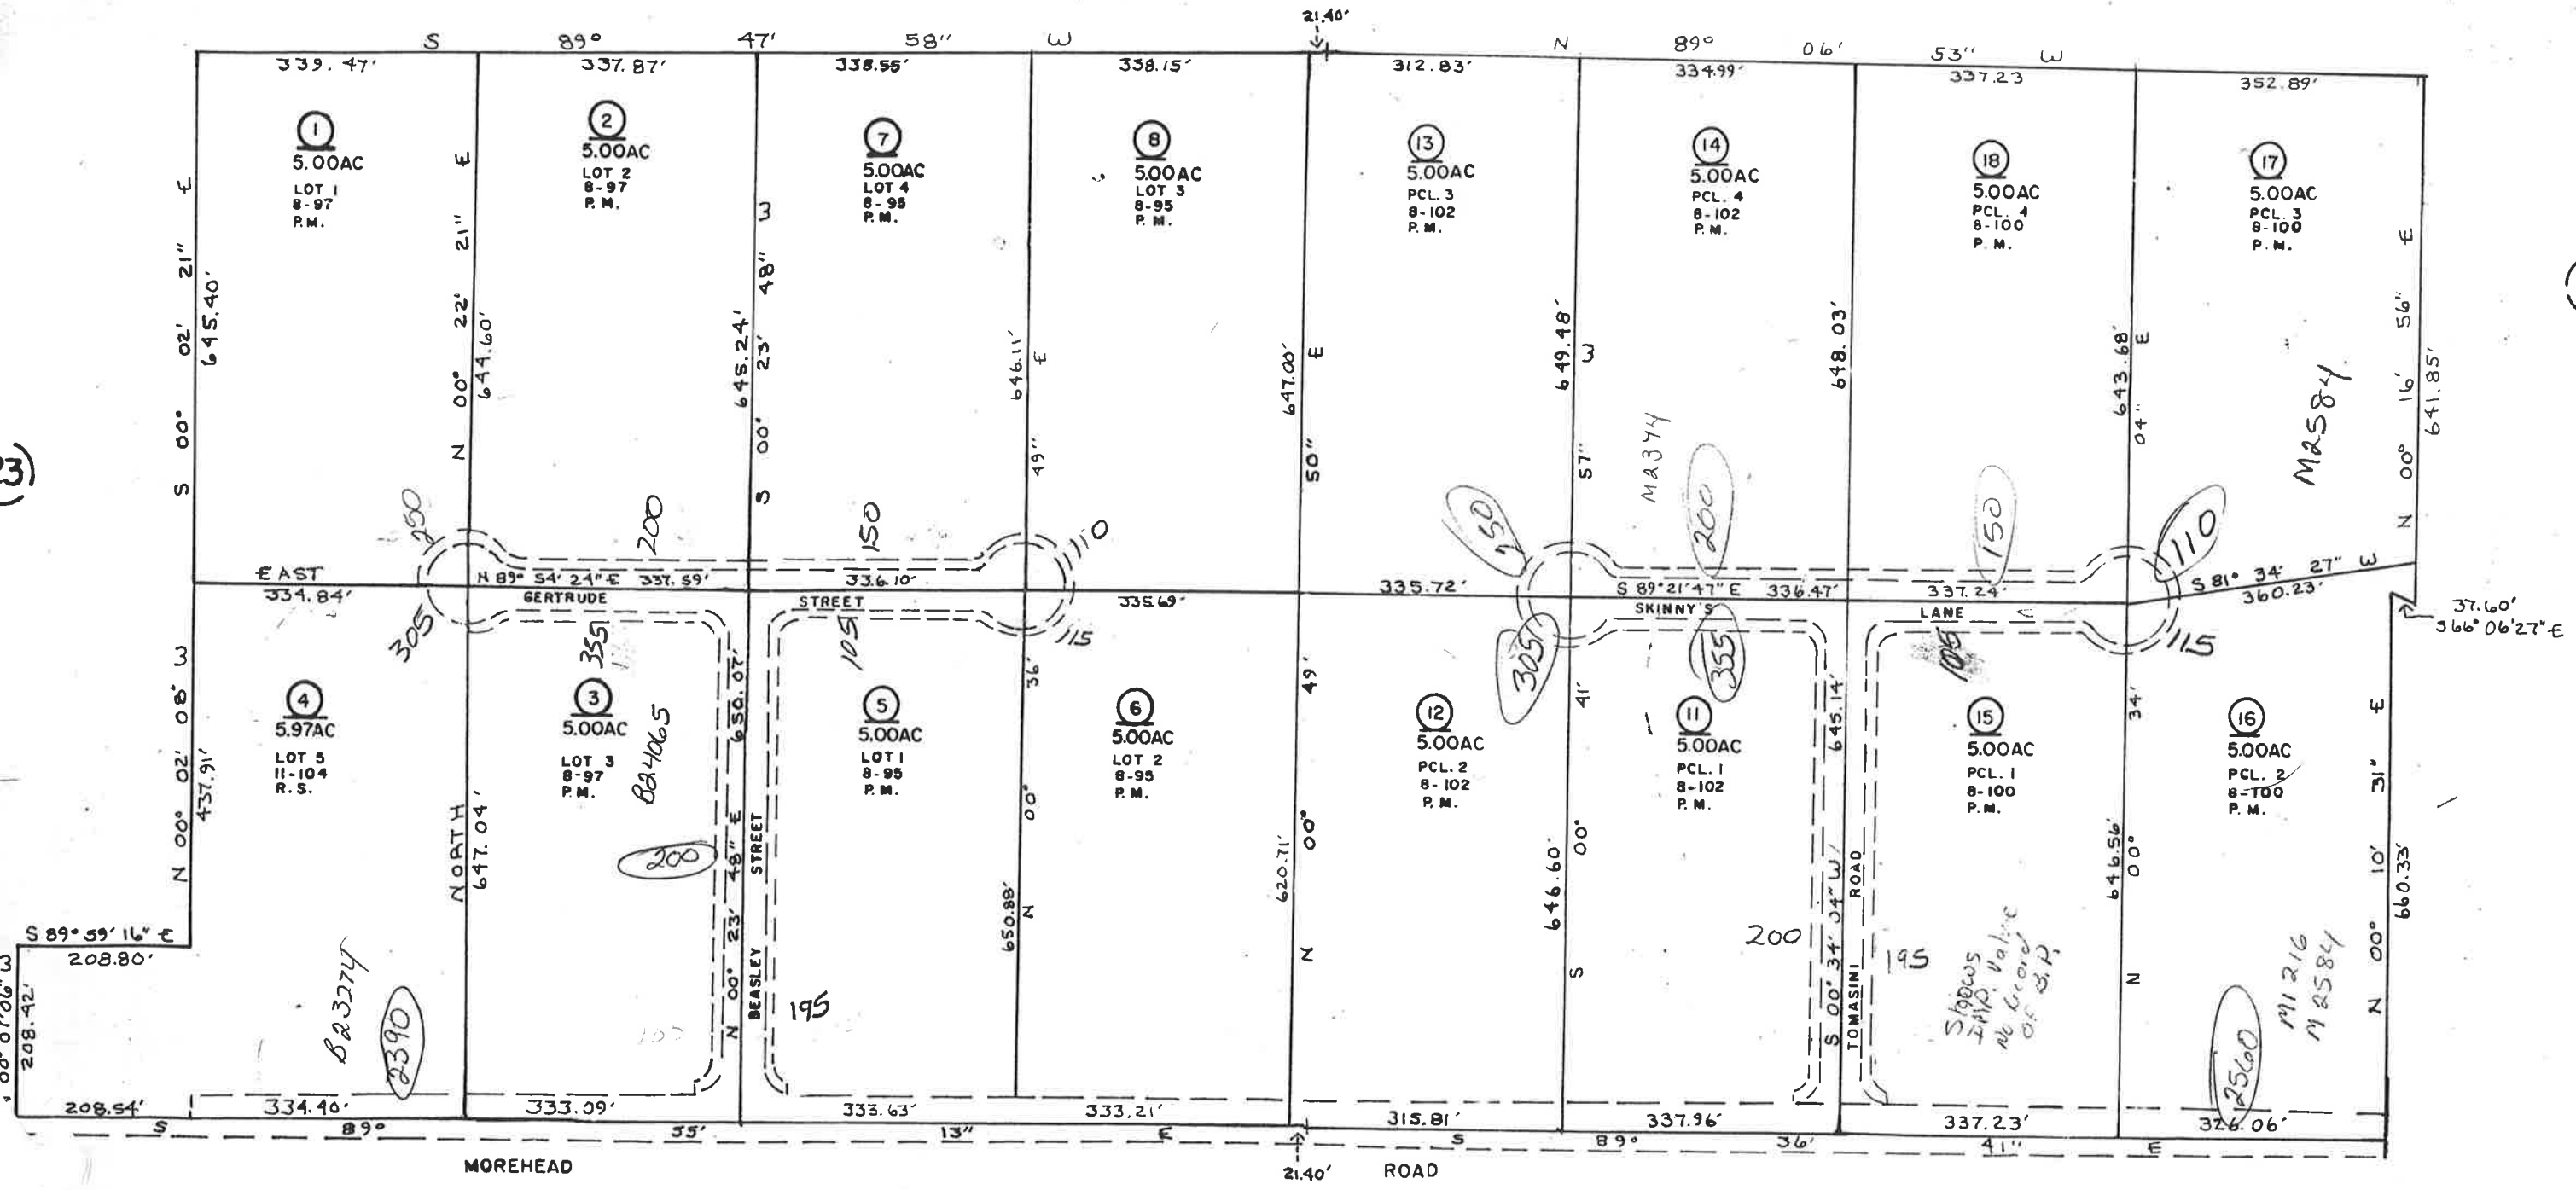 21.40'
S 89° 47' 58" W
N 89° 06' 53" W
339.47'
337.87'
338.55'
338.15'
312.83'
334.99'
337.23
352.89'
1
5.00AC
LOT 1
8-97
P.M.
2
5.00AC
LOT 2
8-97
P.M.
7
5.00AC
LOT 4
8-95
P.M.
8
5.00AC
LOT 3
8-95
P.M.
13
5.00AC
PCL. 3
8-102
P.M.
14
5.00AC
PCL. 4
8-102
P.M.
18
5.00AC
PCL. 4
8-100
P.M.
17
5.00AC
PCL. 3
8-100
P.M.
S 00° 02' 21" E
645.40'
N 00° 22' 21" E
644.60'
S 00° 23' 48" W
645.24'
646.11'
647.00'
649.48'
648.03'
643.68'
N 00° 16' 56" E
641.85'
M2344
M2584
250
200
150
110
250
200
150
110
EAST
334.84'
N 89° 54' 24" E 337.59'
336.10'
335.69'
335.72'
S 89° 21' 47" E 336.47'
337.24'
S 81° 34' 27" W
360.23'
37.60'
S 66° 06' 27" E
GERTRUDE STREET
SKINNY'S LANE
305
355
105
115
305
355
105
115
4
5.97AC
LOT 5
11-104
R.S.
3
5.00AC
LOT 3
8-97
P.M.
5
5.00AC
LOT 1
8-95
P.M.
6
5.00AC
LOT 2
8-95
P.M.
12
5.00AC
PCL. 2
8-102
P.M.
11
5.00AC
PCL. 1
8-102
P.M.
15
5.00AC
PCL. 1
8-100
P.M.
16
5.00AC
PCL. 2
8-100
P.M.
N 00° 02' 08" W
437.91'
NORTH
647.04'
B24065
200
650.07'
N 00° 23' 48" E
BEASLEY STREET
195
N 00° 36' 49" E
650.88'
N 00° 49' 50" E
620.71'
S 00° 41' 57" W
646.60'
645.14'
S 00° 34' 04" W
TOMASINI ROAD
200
195
N 00° 34' 04" E
646.56'
N 00° 10' 31" E
660.33'
Shows
IMP. Value
No Record
OF B.P.
M1216
M2584
2560
S 89° 59' 16" E
208.80'
00° 01' 06" W
208.42'
B23274
2390
208.54'
334.40'
333.09'
333.63'
333.21'
315.81'
337.96'
337.23'
326.06'
S 89° 55' 13" E
S 89° 36' 41" E
21.40'
MOREHEAD ROAD